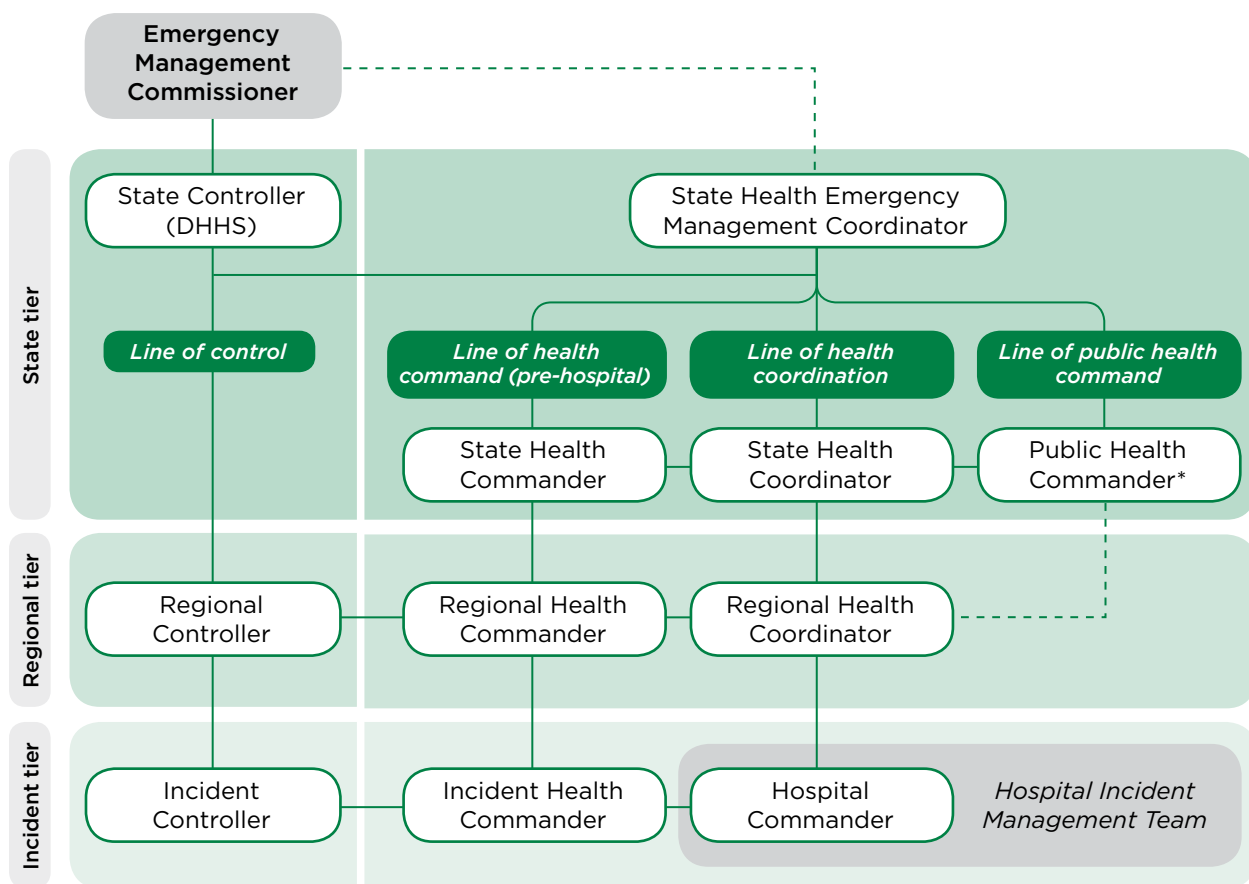 Emergency
Management
Commissioner
State tier
State Controller
(DHHS)
State Health Emergency
Management Coordinator
Line of control
Line of health
command (pre-hospital)
Line of health
coordination
Line of public health
command
State Health
Commander
State Health
Coordinator
Public Health
Commander*
Regional tier
Regional
Controller
Regional Health
Commander
Regional Health
Coordinator
Incident tier
Incident
Controller
Incident Health
Commander
Hospital
Commander
Hospital Incident
Management Team